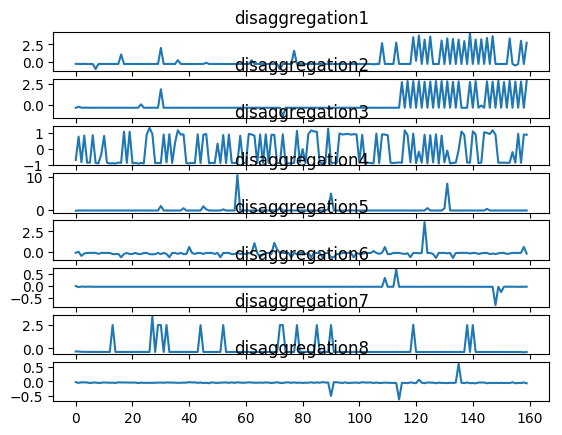 disaggregation1
2.5
0.0
disaggregation2
2.5
0.0
disaggregation3
1
0
−1
disaggregation4
10
0
disaggregation5
2.5
0.0
disaggregation6
0.5
0.0
−0.5
disaggregation7
2.5
0.0
disaggregation8
0.5
0.0
−0.5
0 20 40 60 80 100 120 140 160